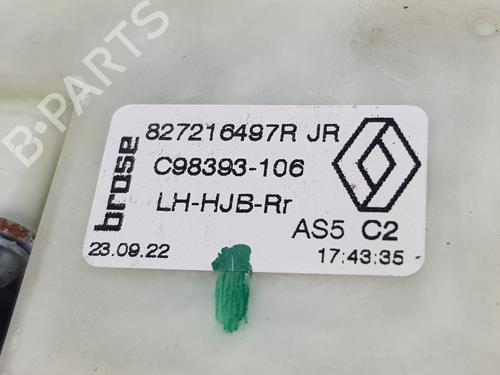 B-PARTS
brose
827216497R JR
C98393-106
LH-HJB-Rr
AS5 C2
23.09.22
17:43:35